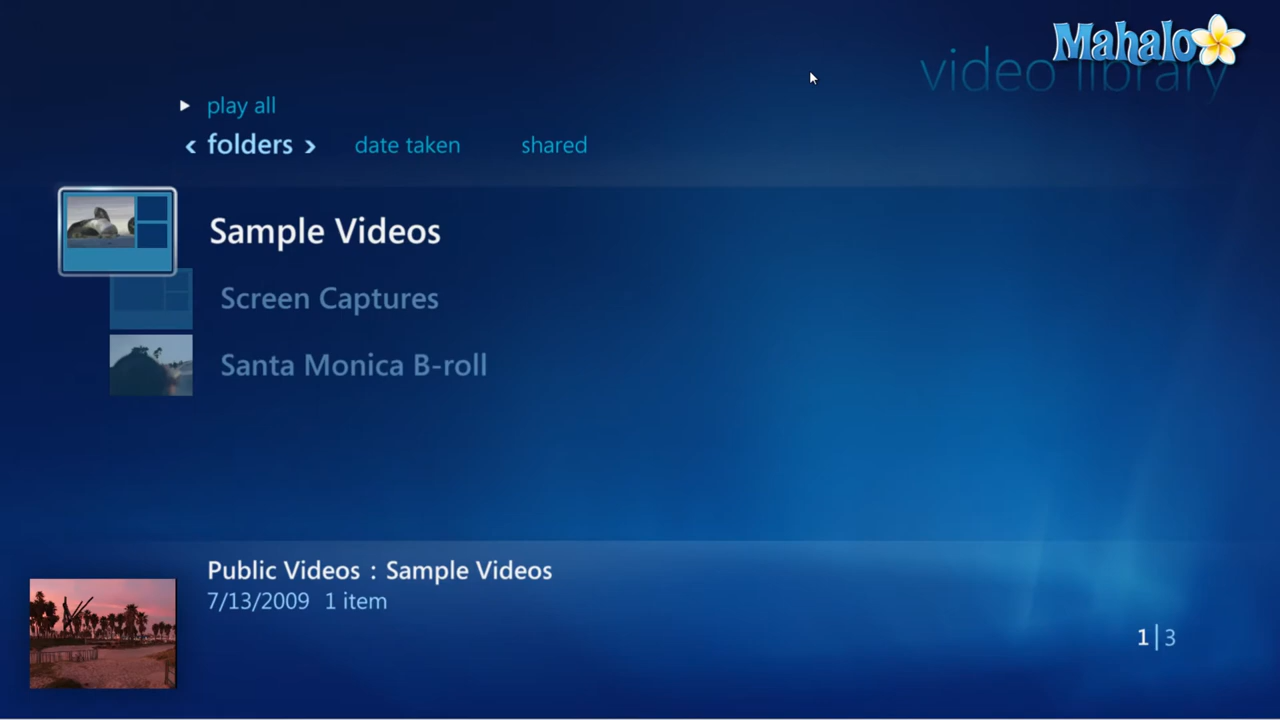 Mahalo
video library
play all
< folders > date taken shared
Sample Videos
Screen Captures
Santa Monica B-roll
Public Videos : Sample Videos
7/13/2009 1 item
1|3